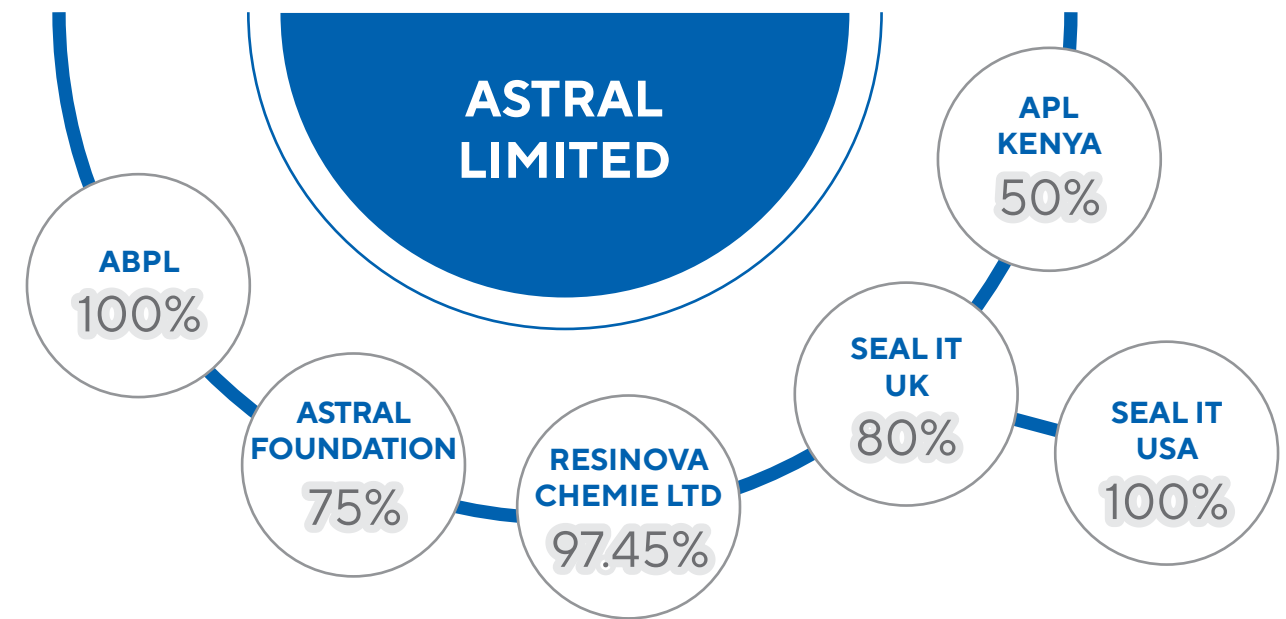 ASTRAL
LIMITED
APL
KENYA
50%
ABPL
100%
ASTRAL
FOUNDATION
75%
RESINOVA
CHEMIE LTD
97.45%
SEAL IT
UK
80%
SEAL IT
USA
100%